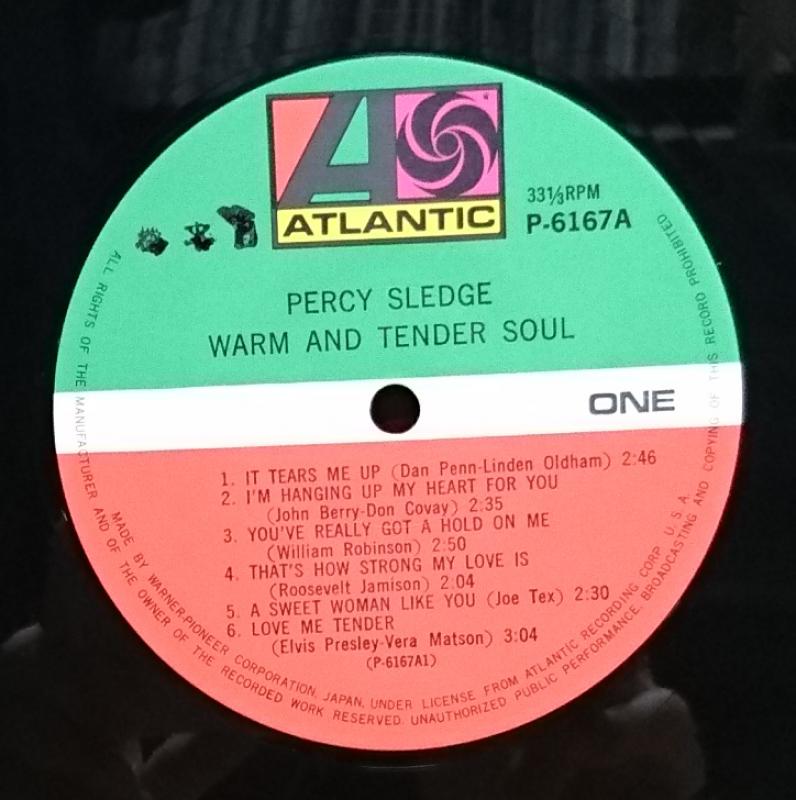 ATLANTIC
33⅓RPM
P-6167A
PERCY SLEDGE
WARM AND TENDER SOUL
ONE
1. IT TEARS ME UP (Dan Penn-Linden Oldham) 2:46
2. I'M HANGING UP MY HEART FOR YOU
(John Berry-Don Covay) 2:35
3. YOU'VE REALLY GOT A HOLD ON ME
(William Robinson) 2:50
4. THAT'S HOW STRONG MY LOVE IS
(Roosevelt Jamison) 2:04
5. A SWEET WOMAN LIKE YOU (Joe Tex) 2:30
6. LOVE ME TENDER
(Elvis Presley-Vera Matson) 3:04
(P-6167A1)
MADE BY WARNER-PIONEER CORPORATION, JAPAN, UNDER LICENSE FROM ATLANTIC RECORDING CORP. U.S.A.
ALL RIGHTS OF THE MANUFACTURER AND OF THE OWNER OF THE RECORDED WORK RESERVED. UNAUTHORIZED PUBLIC PERFORMANCE, BROADCASTING AND COPYING OF THIS RECORD PROHIBITED